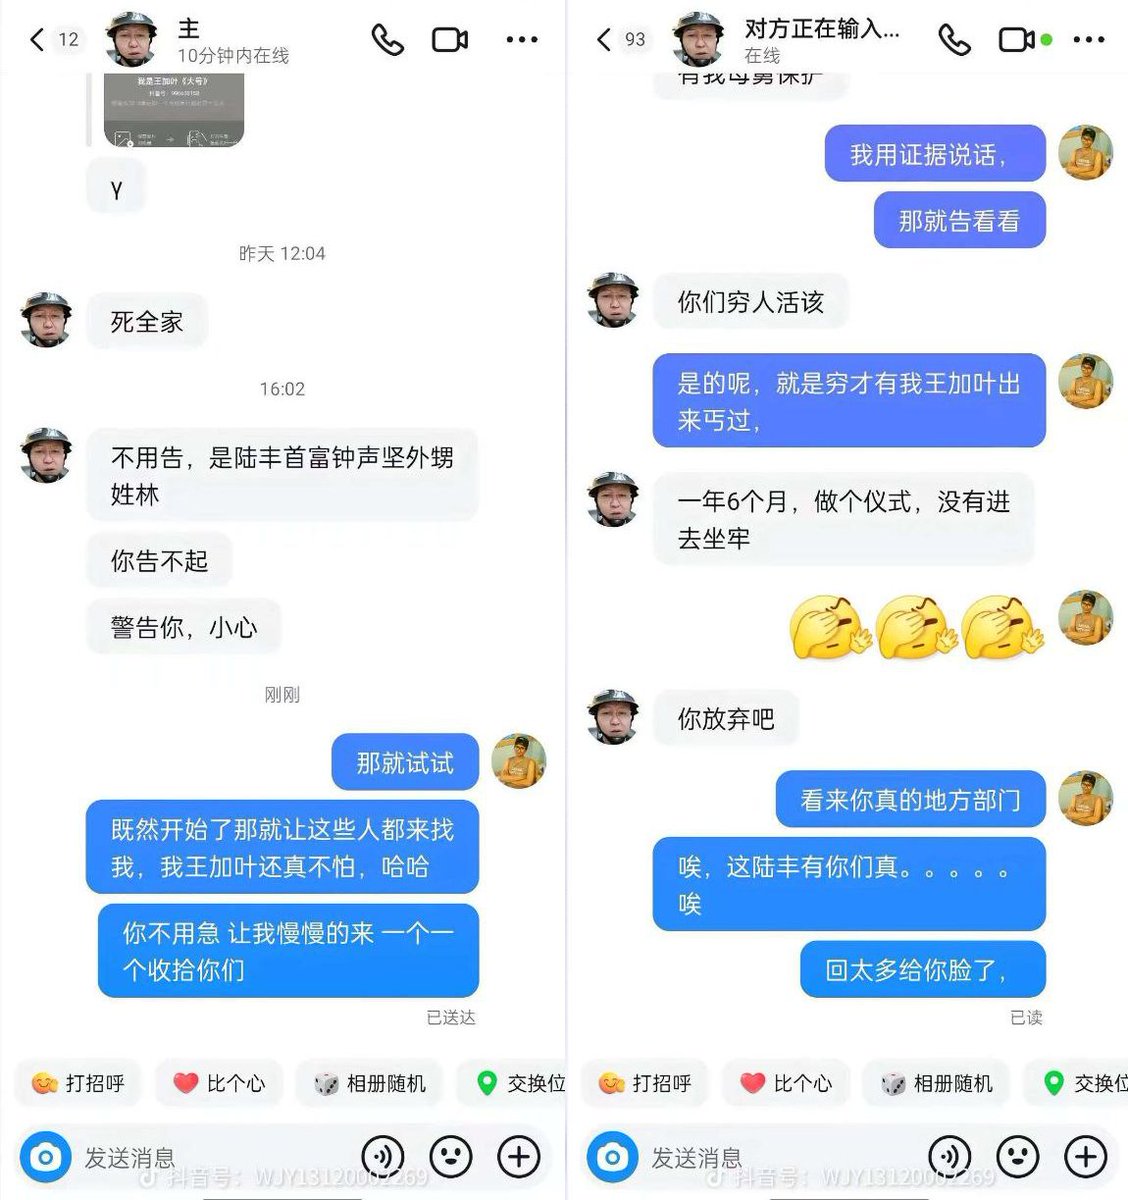 12
主
10分钟内在线
我是王加叶《大号》
γ
昨天 12:04
死全家
16:02
不用告，是陆丰首富钟声坚外甥
姓林
你告不起
警告你，小心
刚刚
那就试试
既然开始了那就让这些人都来找
我，我王加叶还真不怕，哈哈
你不用急 让我慢慢的来 一个一
个收拾你们
已送达
打招呼
比个心
相册随机
交换位
发送消息
抖音号：WJY13120002269
93
对方正在输入...
在线
有我母舅保护
我用证据说话，
那就告看看
你们穷人活该
是的呢，就是穷才有我王加叶出
来丐过，
一年6个月，做个仪式，没有进
去坐牢
你放弃吧
看来你真的地方部门
唉，这陆丰有你们真。。。。。
唉
回太多给你脸了，
已读
打招呼
比个心
相册随机
交换位
发送消息
抖音号：WJY13120002269